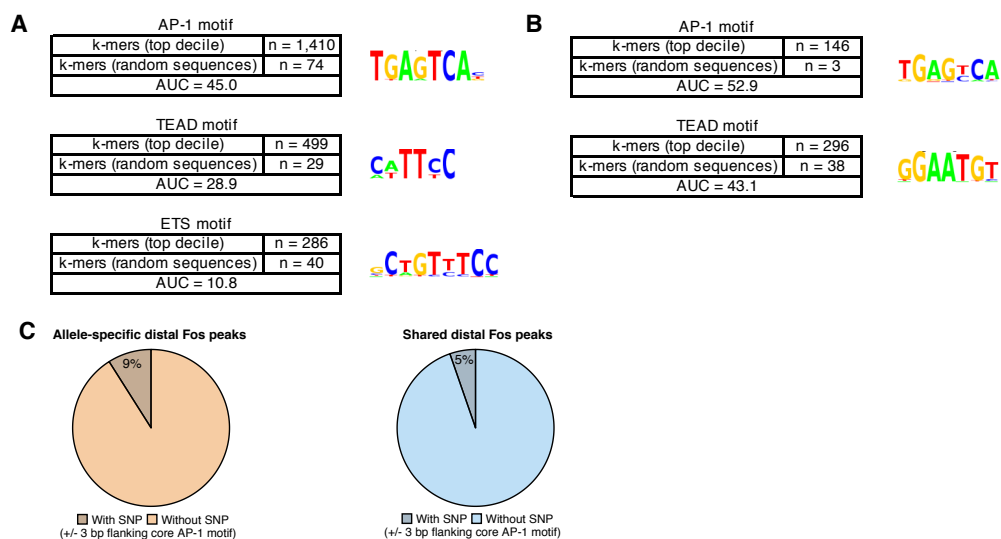 A
AP-1 motif
k-mers (top decile) n = 1,410
k-mers (random sequences) n = 74
AUC = 45.0
TGAGTCA
TEAD motif
k-mers (top decile) n = 499
k-mers (random sequences) n = 29
AUC = 28.9
CATTCC
ETS motif
k-mers (top decile) n = 286
k-mers (random sequences) n = 40
AUC = 10.8
GCTGTTTCC
B
AP-1 motif
k-mers (top decile) n = 146
k-mers (random sequences) n = 3
AUC = 52.9
TGAGTCA
TEAD motif
k-mers (top decile) n = 296
k-mers (random sequences) n = 38
AUC = 43.1
GGAATGT
C
Allele-specific distal Fos peaks
9%
With SNP Without SNP
(+/- 3 bp flanking core AP-1 motif)
Shared distal Fos peaks
5%
With SNP Without SNP
(+/- 3 bp flanking core AP-1 motif)